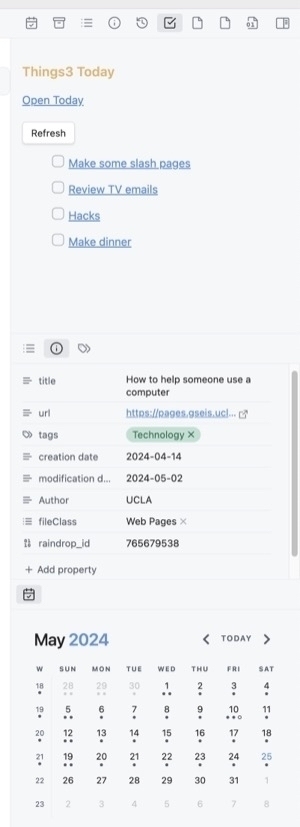 Things3 Today
Open Today
Refresh
Make some slash pages
Review TV emails
Hacks
Make dinner
title How to help someone use a
computer
url https://pages.gseis.ucl...
tags Technology ×
creation date 2024-04-14
modification d... 2024-05-02
Author UCLA
fileClass Web Pages ×
raindrop_id 765679538
+ Add property
May 2024 < TODAY >
W SUN MON TUE WED THU FRI SAT
18 28 29 30 1 2 3 4
19 5 6 7 8 9 10 11
20 12 13 14 15 16 17 18
21 19 20 21 22 23 24 25
22 26 27 28 29 30 31 1
23 2 3 4 5 6 7 8